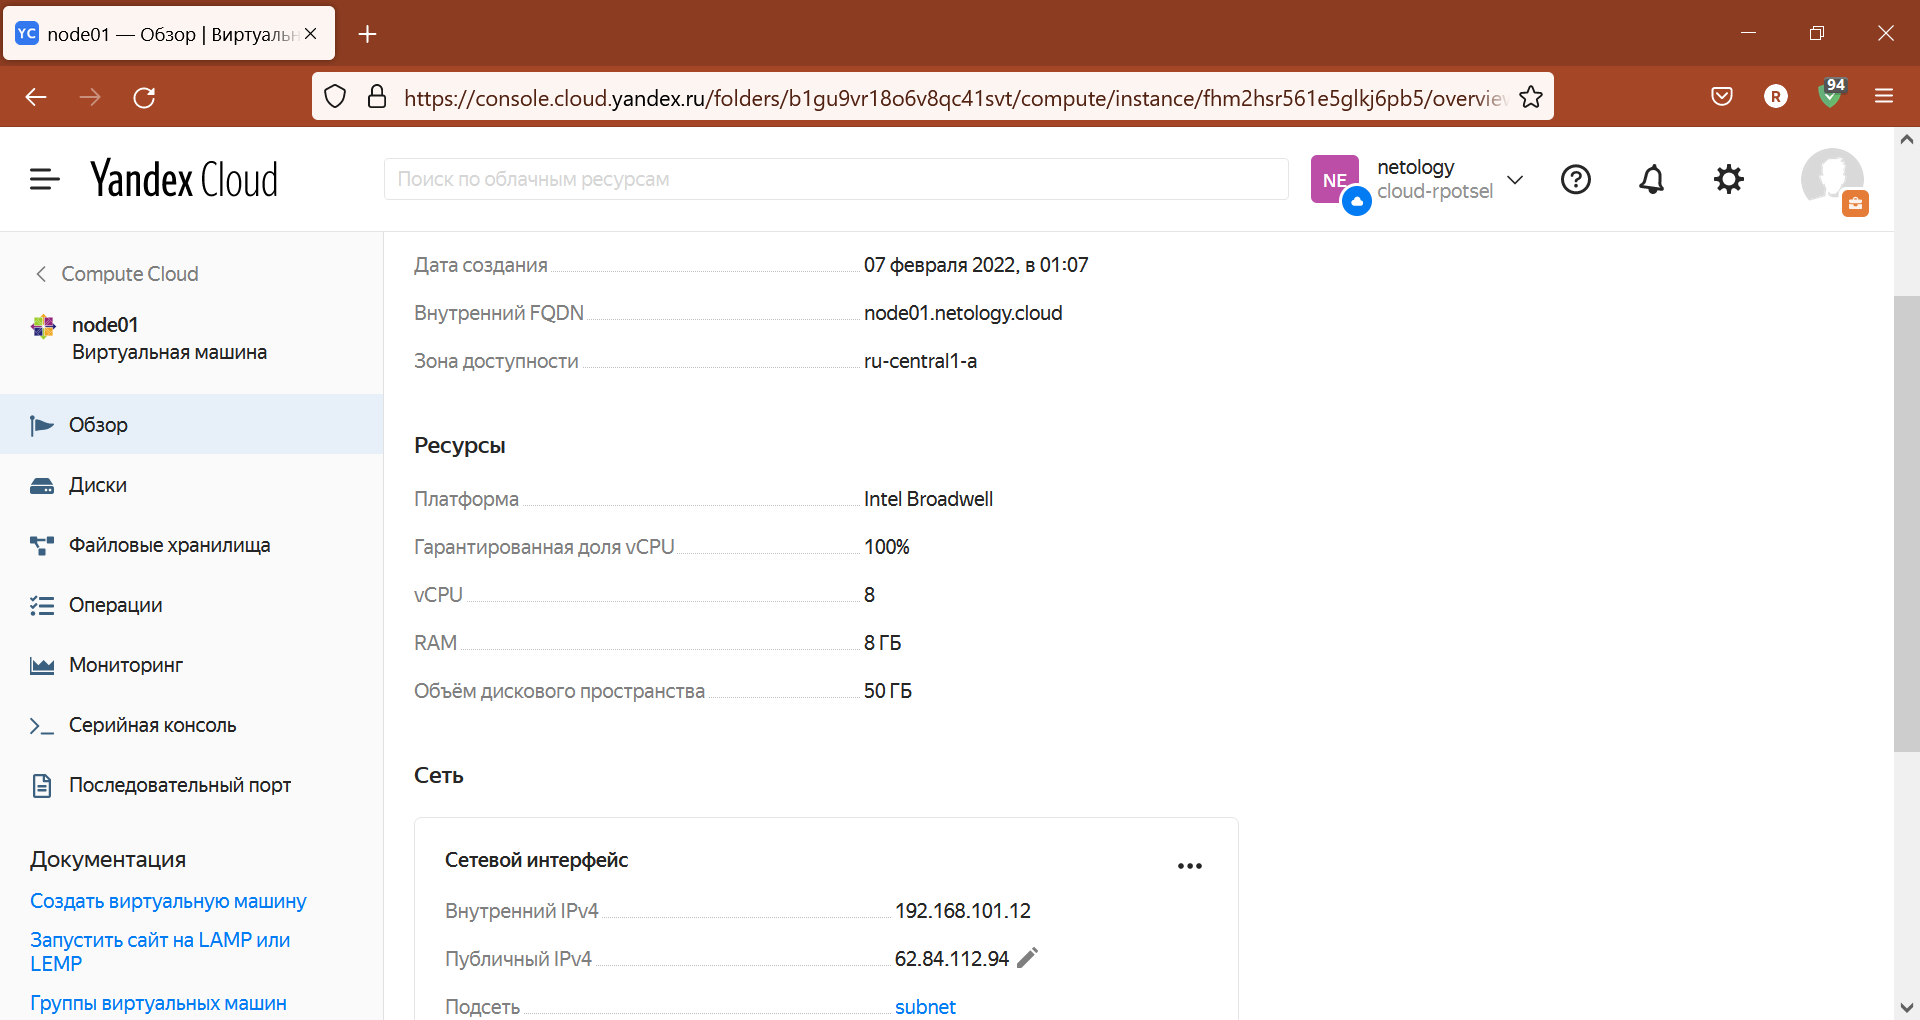 YC node01 — Обзор | Виртуальн
https://console.cloud.yandex.ru/folders/b1gu9vr18o6v8qc41svt/compute/instance/fhm2hsr561e5glkj6pb5/overvie
R
94
Yandex Cloud
Поиск по облачным ресурсам
NE
netology
cloud-rpotsel
Compute Cloud
node01
Виртуальная машина
Обзор
Диски
Файловые хранилища
Операции
Мониторинг
Серийная консоль
Последовательный порт
Документация
Создать виртуальную машину
Запустить сайт на LAMP или
LEMP
Группы виртуальных машин
Дата создания 07 февраля 2022, в 01:07
Внутренний FQDN node01.netology.cloud
Зона доступности ru-central1-a
Ресурсы
Платформа Intel Broadwell
Гарантированная доля vCPU 100%
vCPU 8
RAM 8 ГБ
Объём дискового пространства 50 ГБ
Сеть
Сетевой интерфейс
Внутренний IPv4 192.168.101.12
Публичный IPv4 62.84.112.94
Подсеть subnet